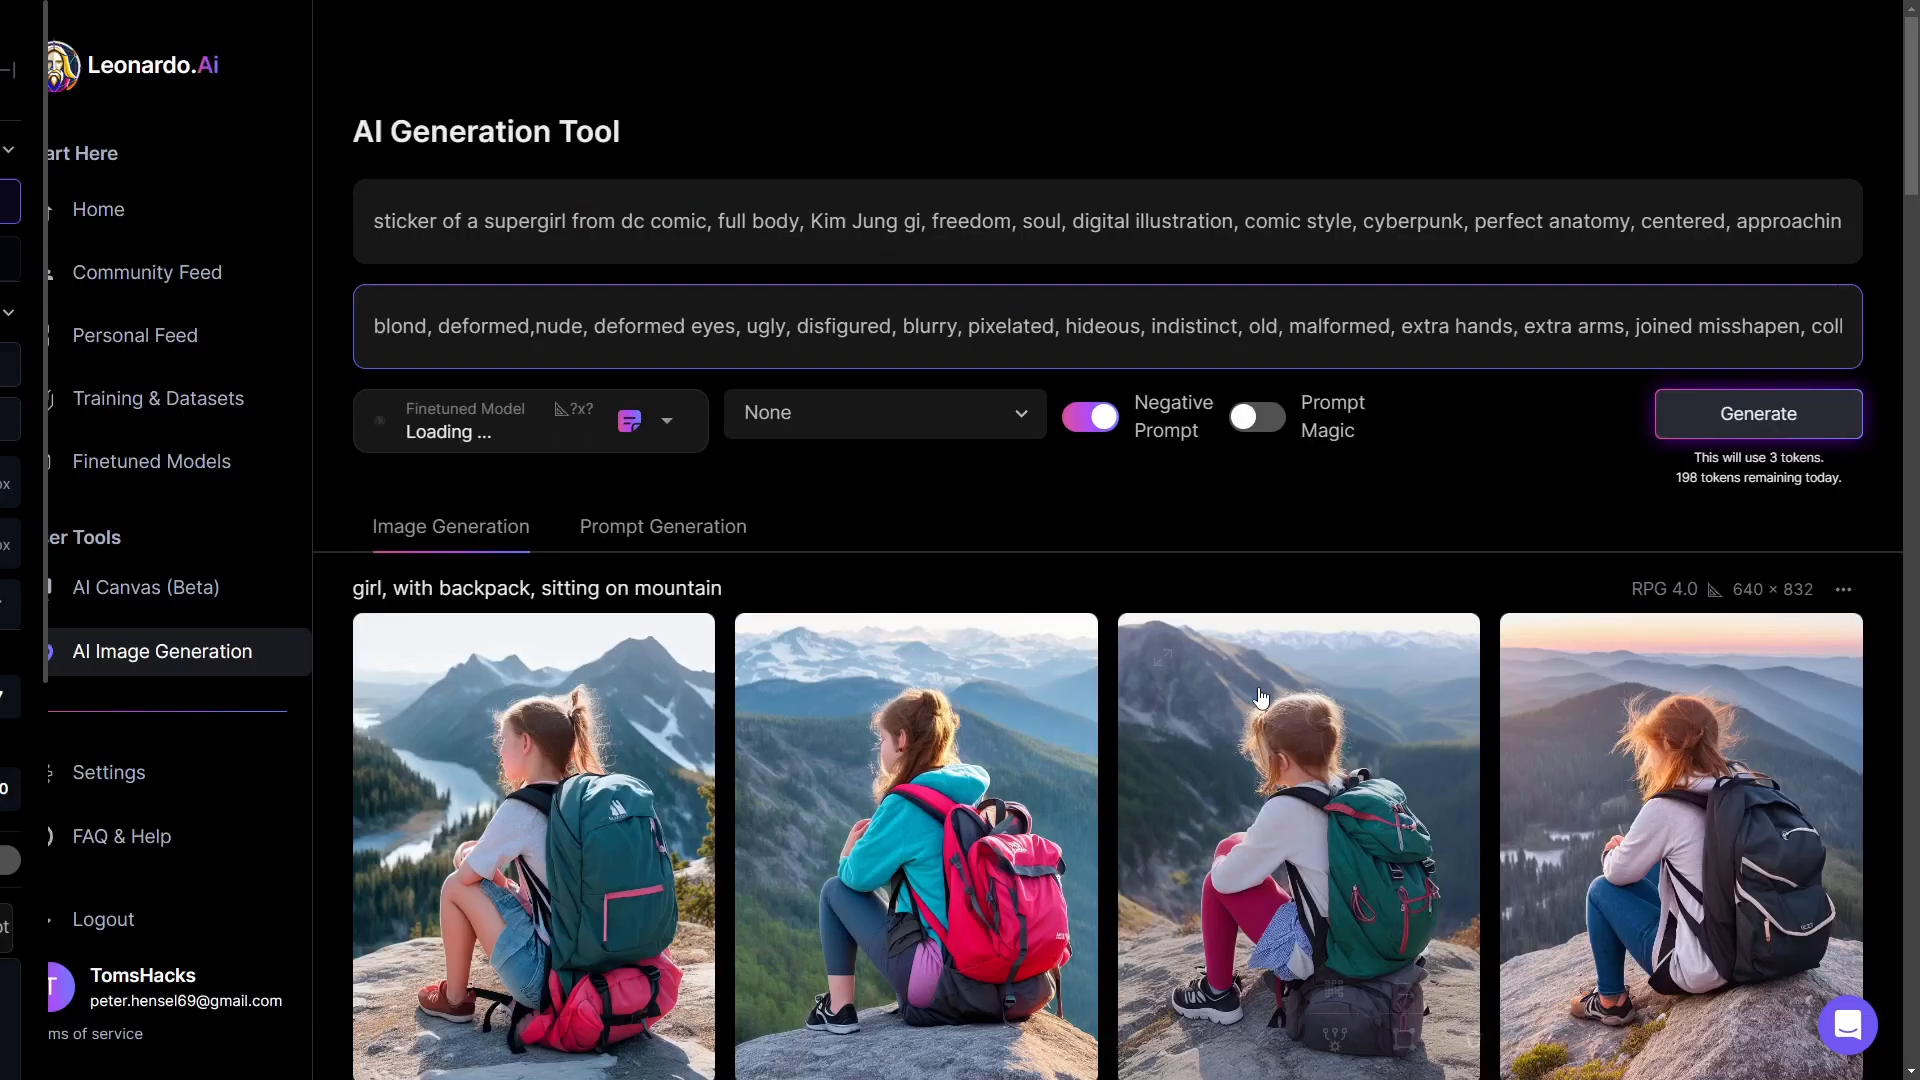 Leonardo.Ai
art Here
Home
Community Feed
Personal Feed
Training & Datasets
Finetuned Models
er Tools
AI Canvas (Beta)
AI Image Generation
Settings
FAQ & Help
Logout
T
TomsHacks
peter.hensel69@gmail.com
ms of service
px
px
7
0
pt
AI Generation Tool
sticker of a supergirl from dc comic, full body, Kim Jung gi, freedom, soul, digital illustration, comic style, cyberpunk, perfect anatomy, centered, approachin
blond, deformed,nude, deformed eyes, ugly, disfigured, blurry, pixelated, hideous, indistinct, old, malformed, extra hands, extra arms, joined misshapen, coll
Finetuned Model
?x?
Loading ...
None
Negative
Prompt
Prompt
Magic
Generate
This will use 3 tokens.
198 tokens remaining today.
Image Generation
Prompt Generation
girl, with backpack, sitting on mountain
RPG 4.0
640 × 832